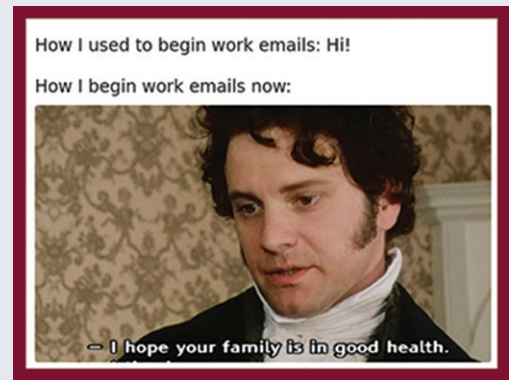 How I used to begin work emails: Hi!
How I begin work emails now:
– I hope your family is in good health.